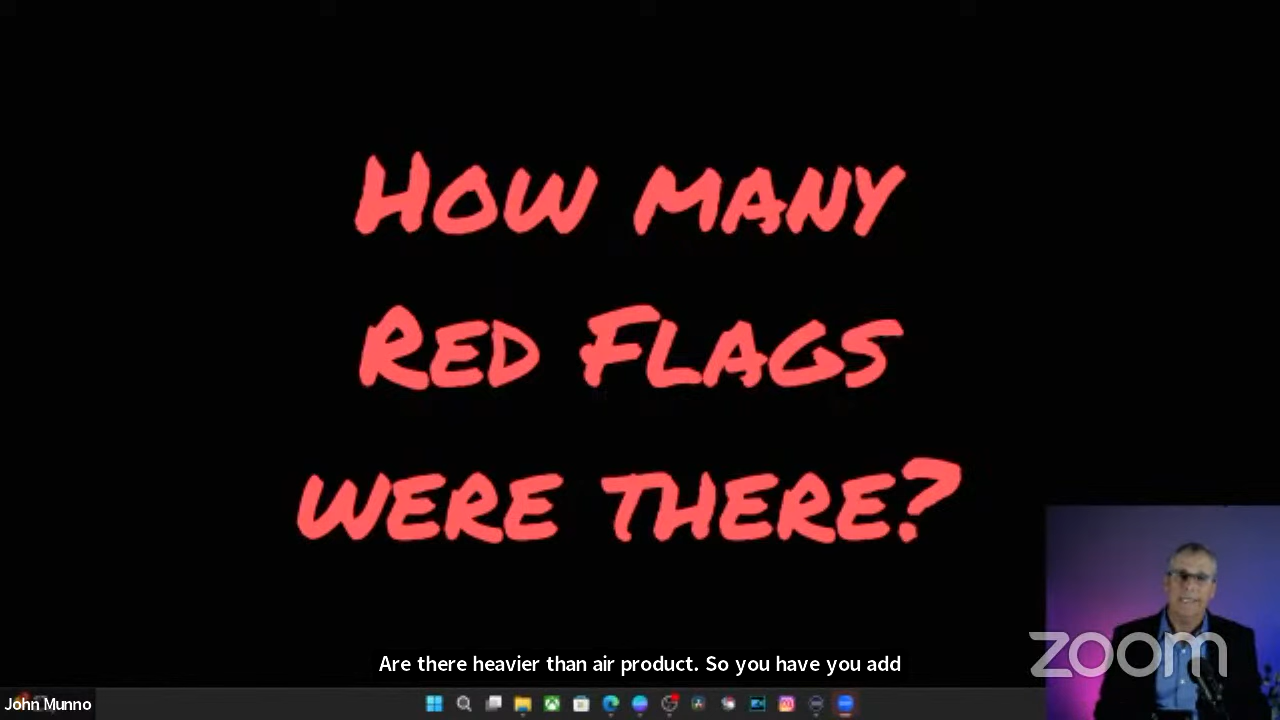 How many
Red Flags
were there?
zoom
Are there heavier than air product. So you have you add
John Munno